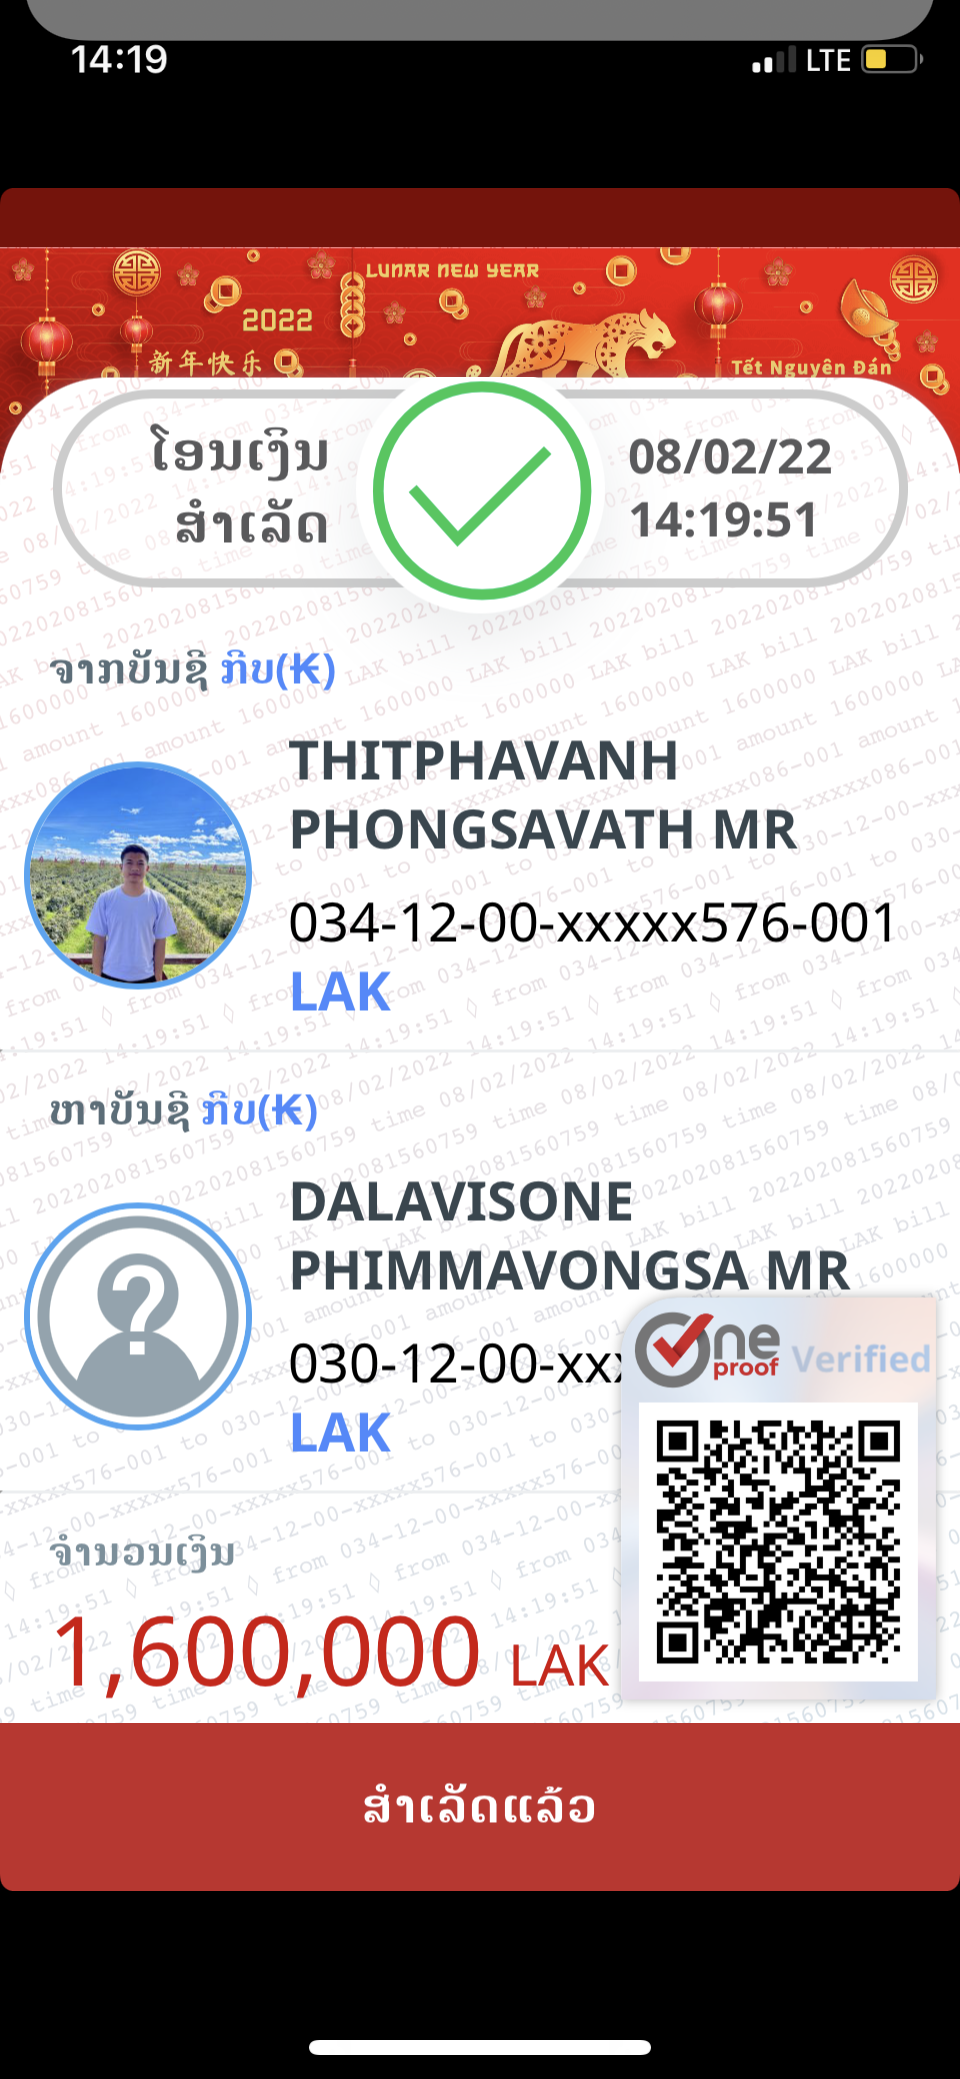 14:19
LTE
LUNAR NEW YEAR
2022
新年快乐
Tết Nguyên Đán
ໂອນເງິນ
ສຳເລັດ
08/02/22
14:19:51
ຈາກບັນຊີ ກີບ(₭)
THITPHAVANH
PHONGSAVATH MR
034-12-00-xxxxx576-001
LAK
ຫາບັນຊີ ກີບ(₭)
DALAVISONE
PHIMMAVONGSA MR
030-12-00-xx
LAK
One proof Verified
ຈຳນວນເງິນ
1,600,000 LAK
ສຳເລັດແລ້ວ